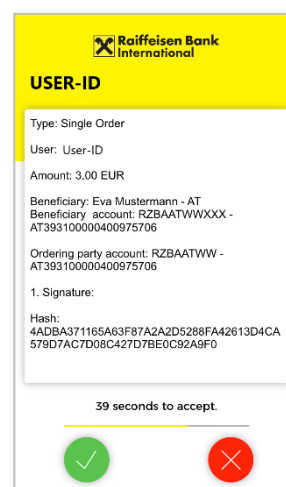 Raiffeisen Bank
International
USER-ID
Type: Single Order
User: User-ID
Amount: 3,00 EUR
Beneficiary: Eva Mustermann - AT
Beneficiary account: RZBAATWWXXX -
AT393100000400975706
Ordering party account: RZBAATWW -
AT393100000400975706
1. Signature:
Hash:
4ADBA371165A63F87A2A2D5288FA42613D4CA
579D7AC7D08C427D7BE0C92A9F0
39 seconds to accept.